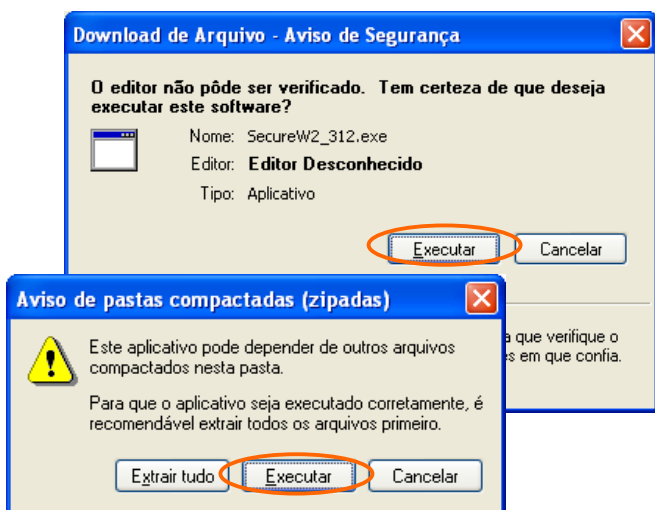 Download de Arquivo - Aviso de Segurança
O editor não pôde ser verificado. Tem certeza de que deseja
executar este software?
Nome: SecureW2_312.exe
Editor: Editor Desconhecido
Tipo: Aplicativo
Executar Cancelar
Aviso de pastas compactadas (zipadas)
que verifique o
em que confia.
Este aplicativo pode depender de outros arquivos
compactados nesta pasta.
Para que o aplicativo seja executado corretamente, é
recomendável extrair todos os arquivos primeiro.
Extrair tudo Executar Cancelar